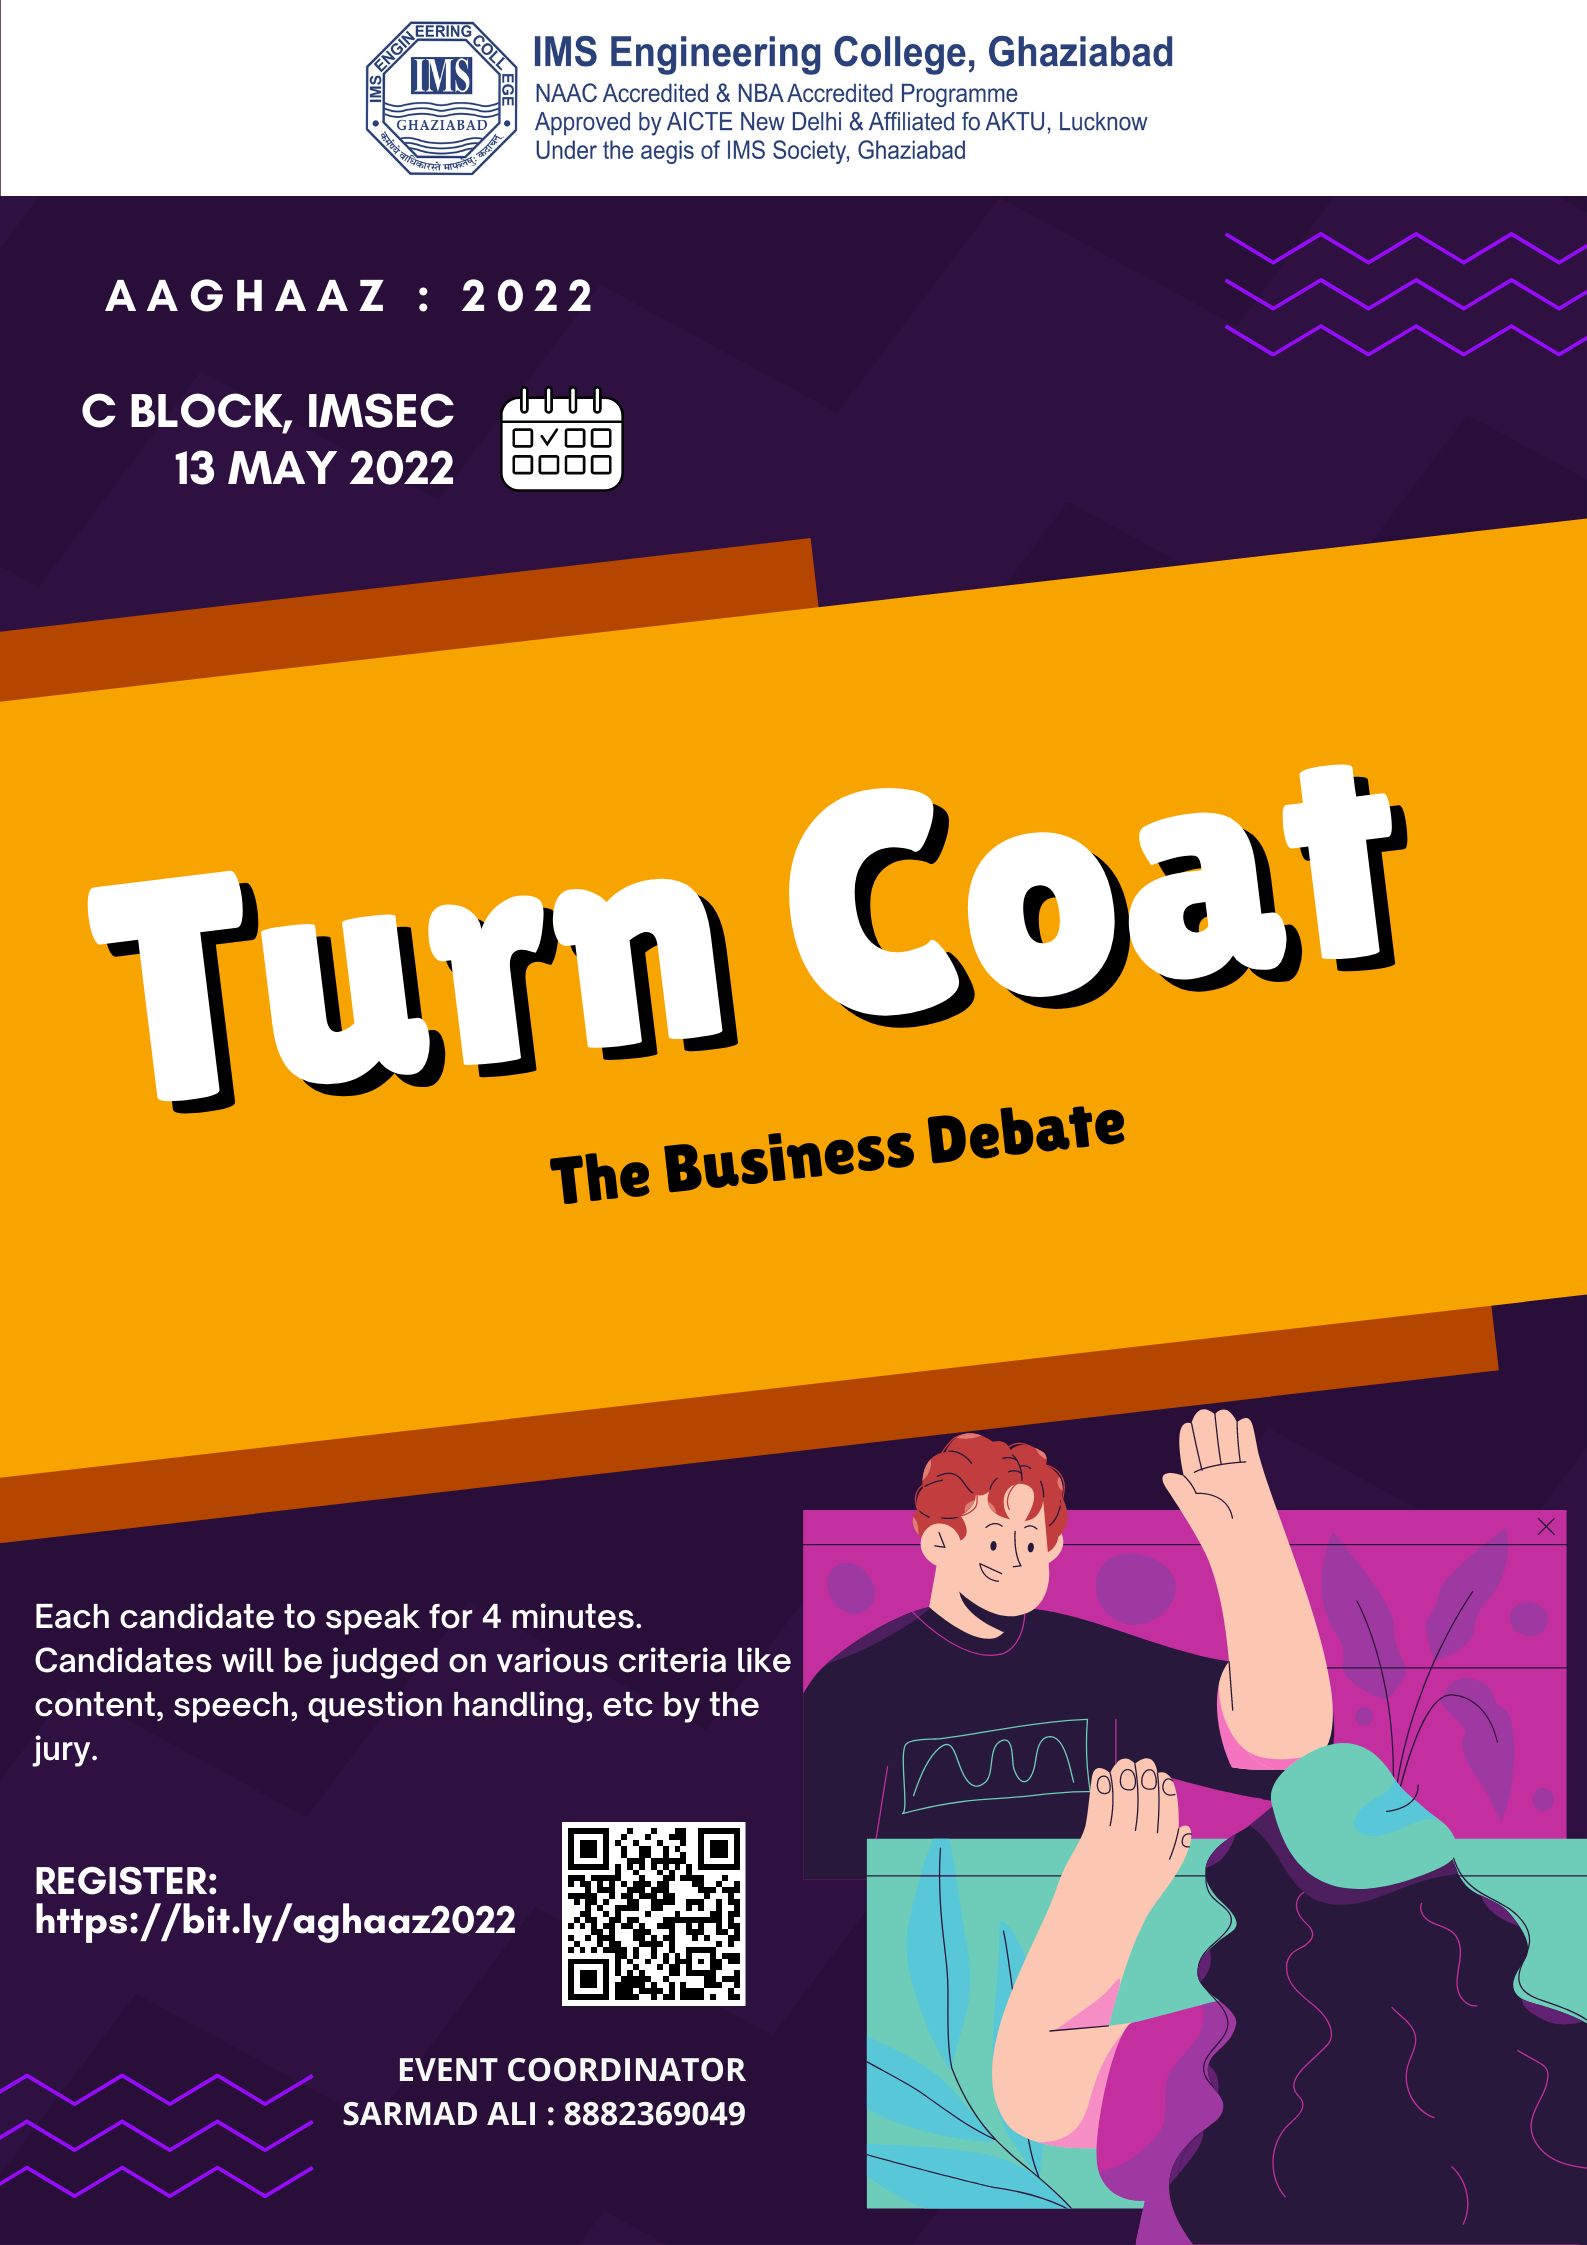 IMS ENGINEERING COLLEGE
IMS
GHAZIABAD
IMS Engineering College, Ghaziabad
NAAC Accredited & NBA Accredited Programme
Approved by AICTE New Delhi & Affiliated fo AKTU, Lucknow
Under the aegis of IMS Society, Ghaziabad
AAGHAAZ : 2022
C BLOCK, IMSEC
13 MAY 2022
Turn Coat
The Business Debate
Each candidate to speak for 4 minutes.
Candidates will be judged on various criteria like
content, speech, question handling, etc by the
jury.
REGISTER:
https://bit.ly/aghaaz2022
EVENT COORDINATOR
SARMAD ALI : 8882369049